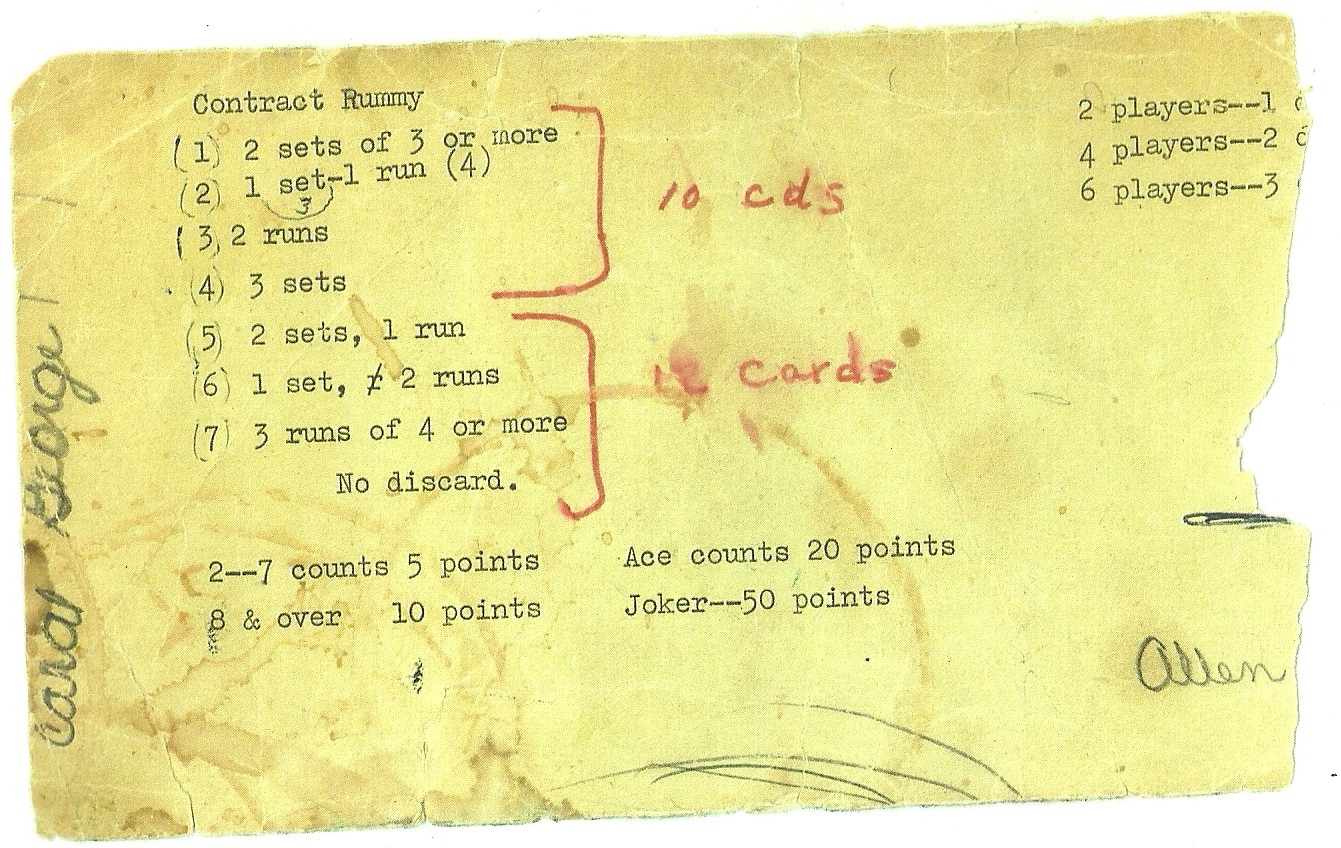 Contract Rummy
(1) 2 sets of 3 or more
(2) 1 set-1 run (4)
3
(3) 2 runs
(4) 3 sets
10 cds
(5) 2 sets, 1 run
(6) 1 set, 2 runs
(7) 3 runs of 4 or more
No discard.
12 cards
2 players--1
4 players--2
6 players--3
2--7 counts 5 points
8 & over 10 points
Ace counts 20 points
Joker--50 points
George
Allen